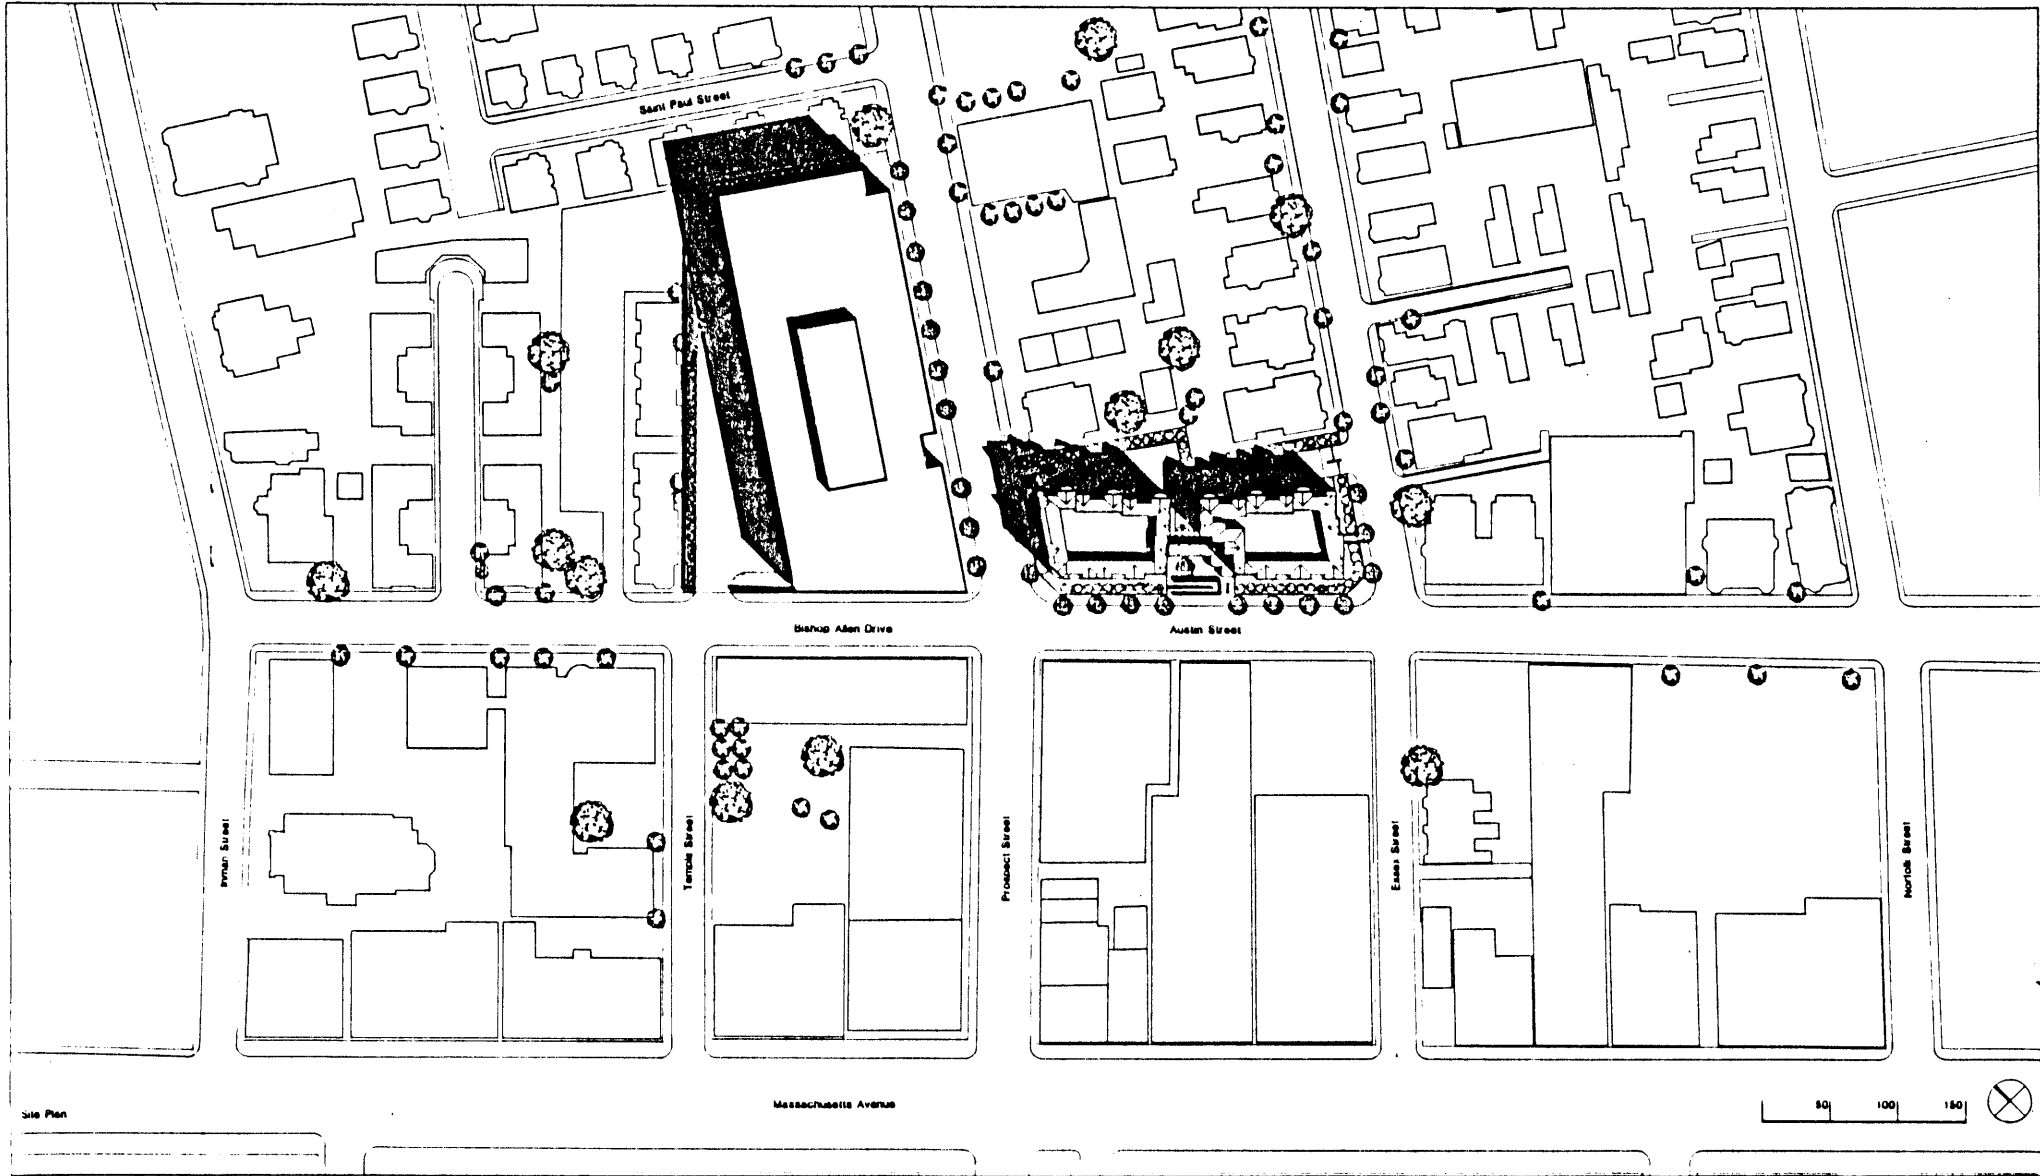 Saint Paul Street
Bishop Allen Drive
Austin Street
Inman Street
Temple Street
Prospect Street
Essex Street
Norfolk Street
Site Plan
Massachusetts Avenue
50 100 150